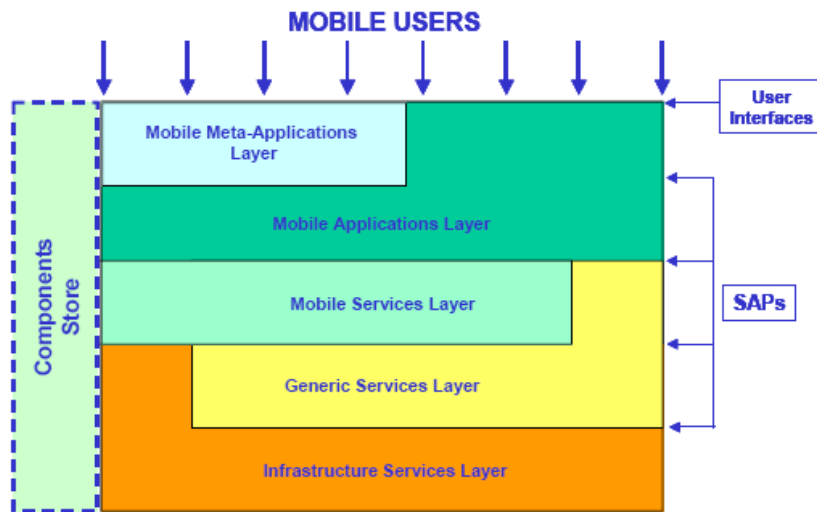 MOBILE USERS
User
Interfaces
Mobile Meta-Applications
Layer
Mobile Applications Layer
Components
Store
Mobile Services Layer
SAPs
Generic Services Layer
Infrastructure Services Layer